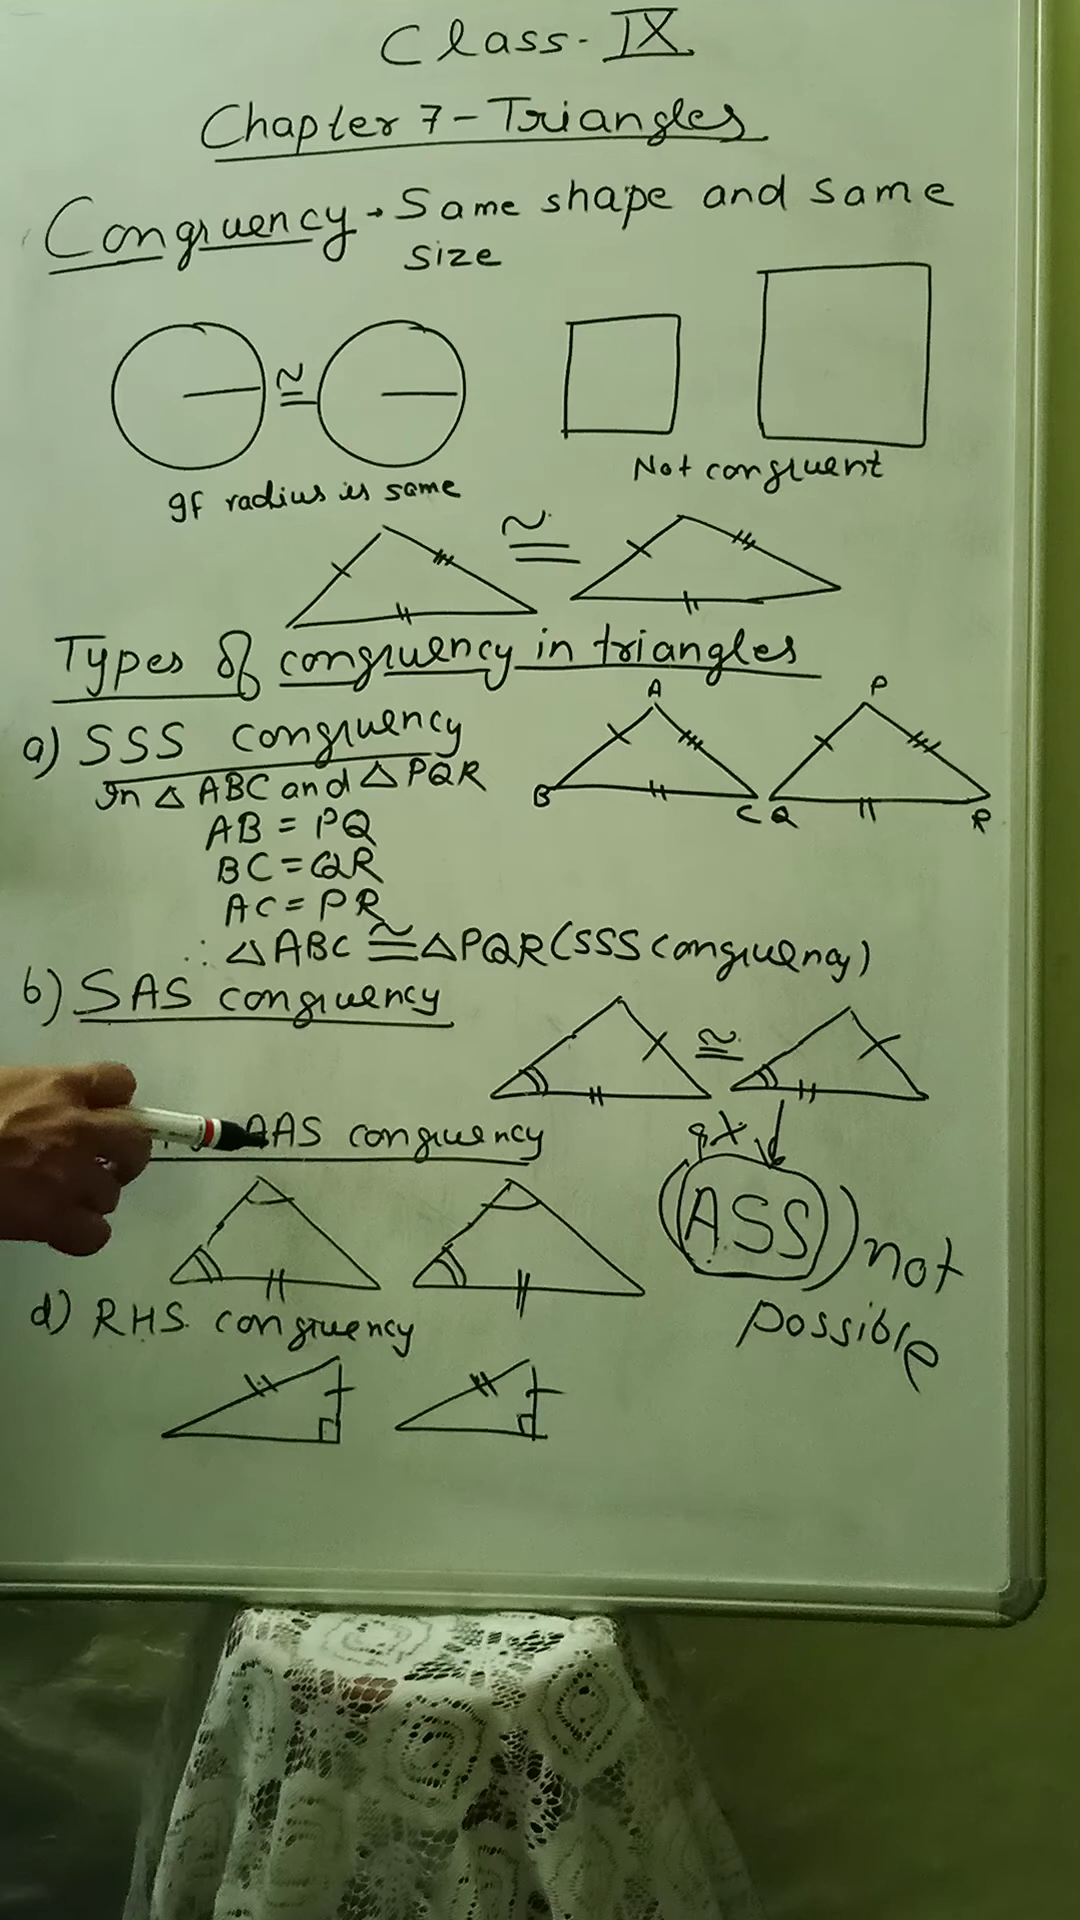 Class - IX
Chapter 7 - Triangles
Congruency → Same shape and same
size
≅
If radius is same
Not congruent
≅
Types of congruency in triangles
a) SSS congruency
In △ ABC and △ PQR
AB = PQ
BC = QR
AC = PR
∴ △ABC ≅ △PQR (SSS congruency)
A
B
C
P
Q
R
b) SAS congruency
≅
AAS congruency
(ASS) not
possible
d) RHS congruency